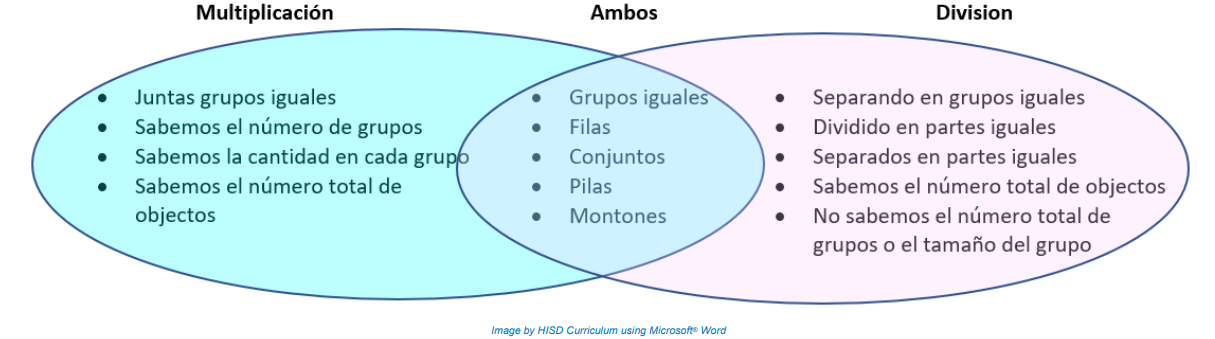 Multiplicación
Ambos
Division
Juntas grupos iguales
Sabemos el número de grupos
Sabemos la cantidad en cada grupo
Sabemos el número total de
objectos
Grupos iguales
Filas
Conjuntos
Pilas
Montones
Separando en grupos iguales
Dividido en partes iguales
Separados en partes iguales
Sabemos el número total de objectos
No sabemos el número total de
grupos o el tamaño del grupo
Image by HISD Curriculum using Microsoft® Word